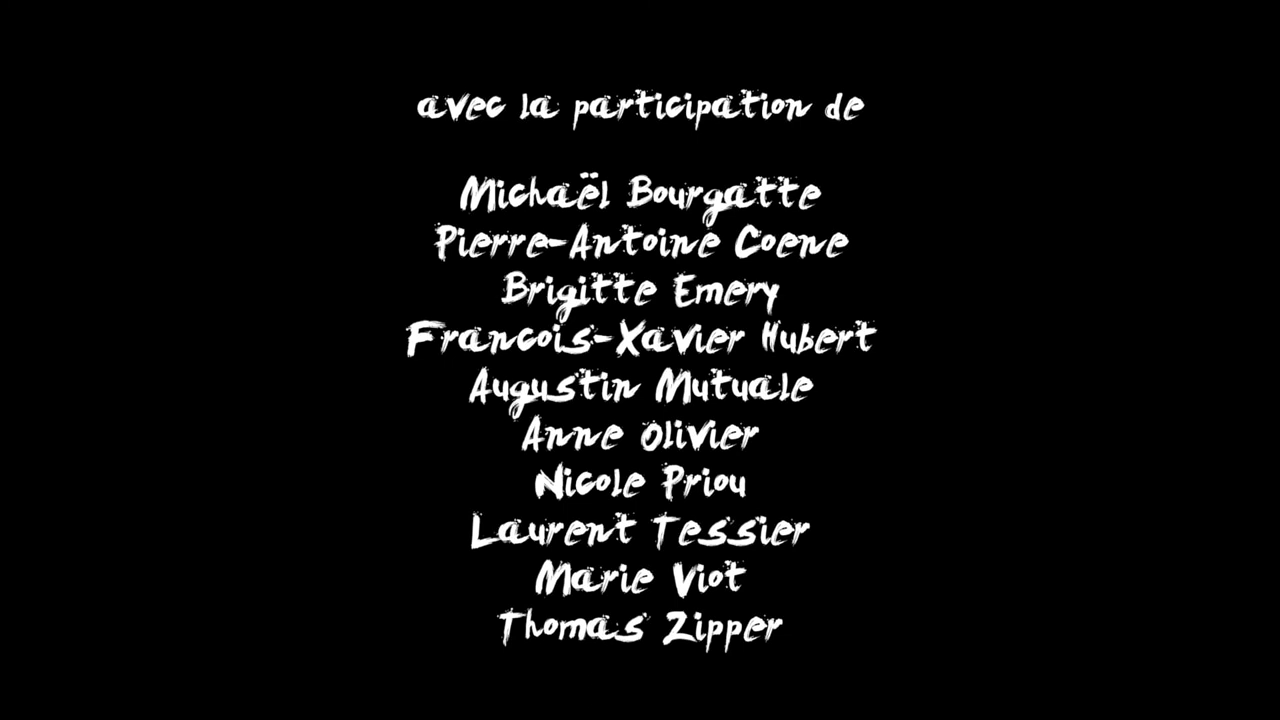 avec la participation de
Michaël Bourgatte
Pierre-Antoine Coene
Brigitte Emery
Francois-Xavier Hubert
Augustin Mutuale
Anne Olivier
Nicole Priou
Laurent Tessier
Marie Viot
Thomas Zipper